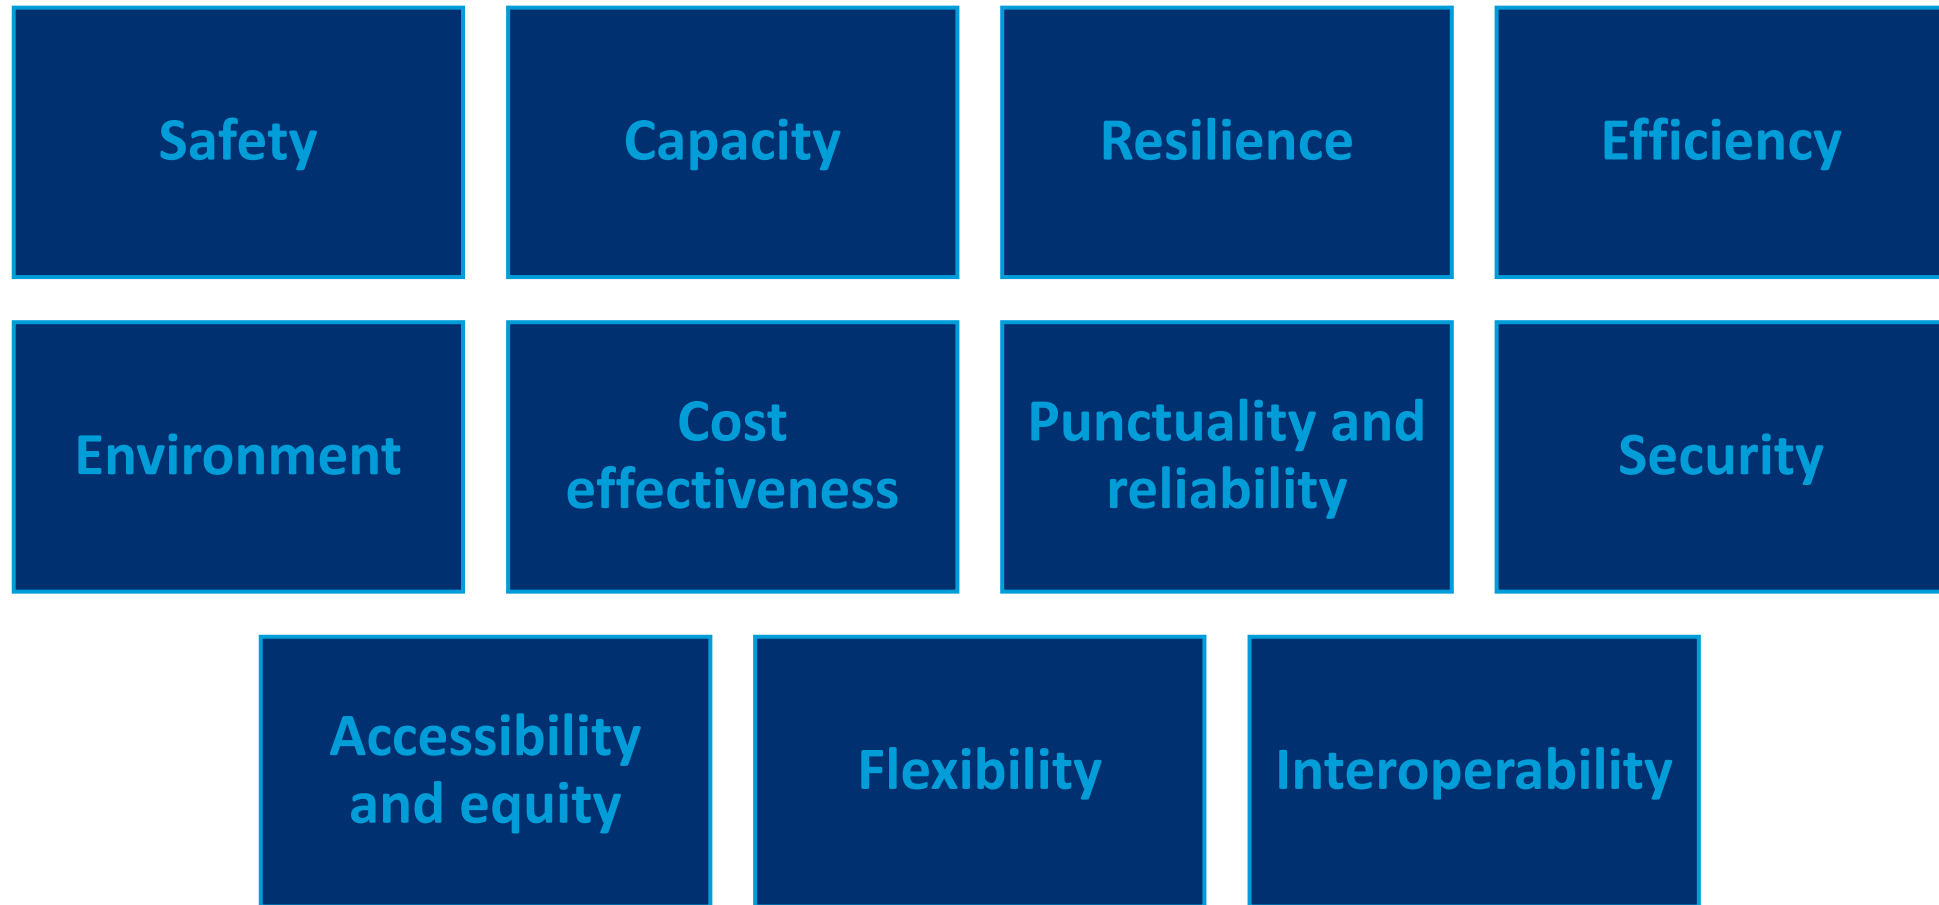 Safety
Capacity
Resilience
Efficiency
Environment
Cost
effectiveness
Punctuality and
reliability
Security
Accessibility
and equity
Flexibility
Interoperability